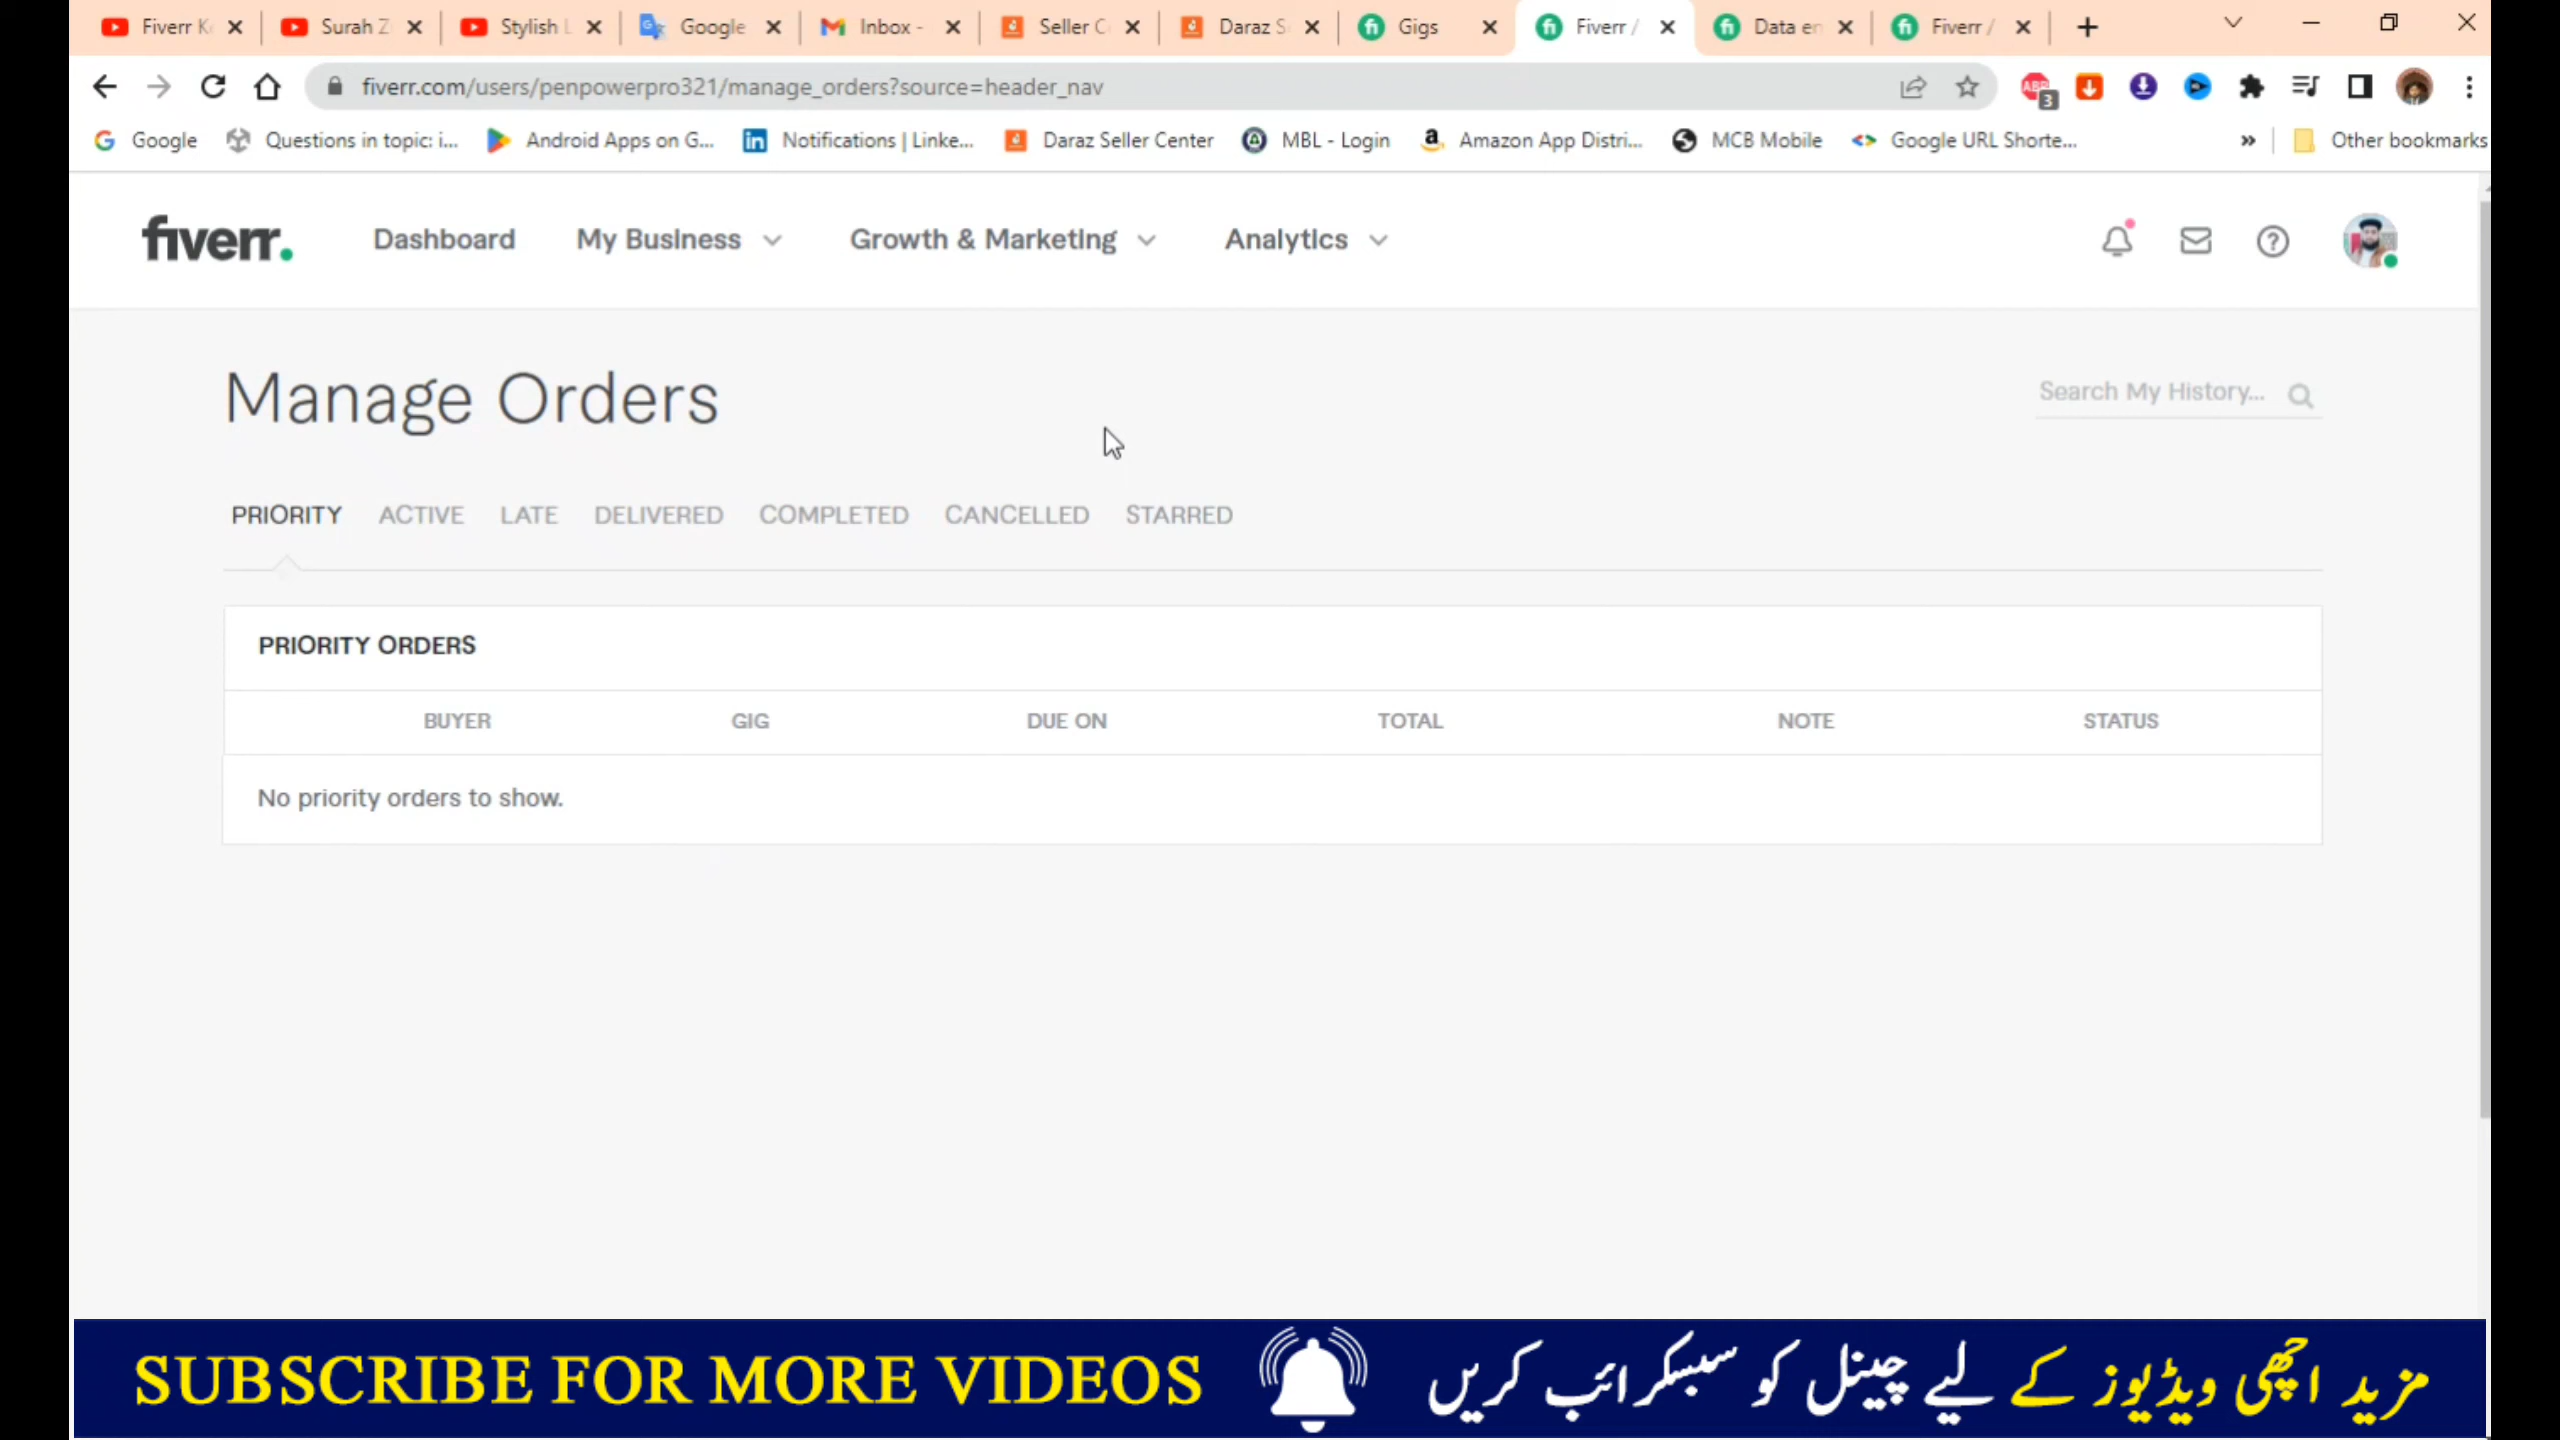 Fiverr K Surah Z Stylish L Google Inbox - Seller C Daraz S Gigs Fiverr / Data en Fiverr /
fiverr.com/users/penpowerpro321/manage_orders?source=header_nav
ABP 3
Google Questions in topic: i... Android Apps on G... Notifications | Linke... Daraz Seller Center MBL - Login Amazon App Distri... MCB Mobile Google URL Shorte... » Other bookmarks
fiverr. Dashboard My Business Growth & Marketing Analytics
Manage Orders
Search My History...
PRIORITY ACTIVE LATE DELIVERED COMPLETED CANCELLED STARRED
PRIORITY ORDERS
BUYER GIG DUE ON TOTAL NOTE STATUS
No priority orders to show.
SUBSCRIBE FOR MORE VIDEOS
مزید اچھی ویڈیوز کے لیے چینل کو سبسکرائب کریں